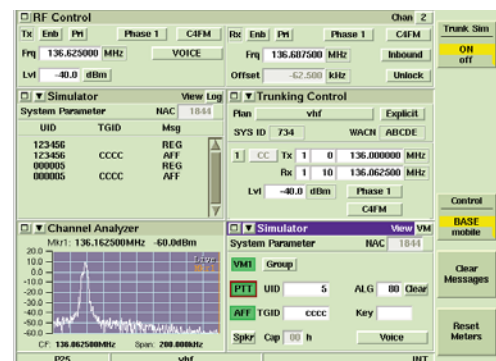 RF Control Chan 2
Tx Enb Pri Phase 1 C4FM
Frq 136.625000 MHz VOICE
Lvl -40.0 dBm
Rx Enb Pri Phase 1 C4FM
Frq 136.687500 MHz Inbound
Offset -62.500 kHz Unlock
Trunk Sim
ON
off
Simulator View Log
System Parameter NAC 1844
UID TGID Msg
123456 REG
123456 CCCC AFF
000005 REG
000005 CCCC AFF
Trunking Control
Plan vhf Explicit
SYS ID 734 WACN ABCDE
1 CC Tx 1 0 136.000000 MHz
Rx 1 10 136.062500 MHz
Lvl -40.0 dBm Phase 1
C4FM
Control
BASE
mobile
Channel Analyzer
Mkr1: 136.162500MHz -60.0dBm
Live
20.0
10.0
0.0
-10.0
-20.0
-30.0
-40.0
-50.0
-60.0
CF: 136.062500MHz Span: 200.000kHz
Simulator View VM
System Parameter NAC 1844
VM1 Group
PTT UID 5 ALG 80 Clear
AFF TGID cccc Key
Spkr Cap 00 h Voice
Clear
Messages
Reset
Meters
P25 vhf INT